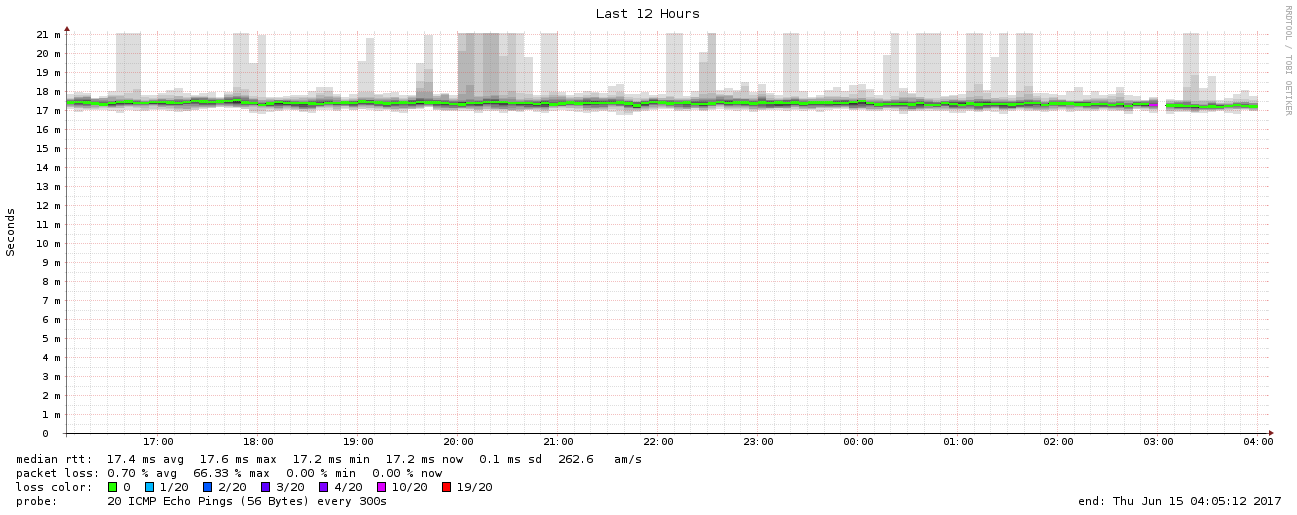 Last 12 Hours
RRDTOOL / TOBI OETIKER
21 m
20 m
19 m
18 m
17 m
16 m
15 m
14 m
13 m
12 m
11 m
10 m
9 m
8 m
7 m
6 m
5 m
4 m
3 m
2 m
1 m
0
Seconds
17:00 18:00 19:00 20:00 21:00 22:00 23:00 00:00 01:00 02:00 03:00 04:00
median rtt: 17.4 ms avg 17.6 ms max 17.2 ms min 17.2 ms now 0.1 ms sd 262.6 am/s
packet loss: 0.70 % avg 66.33 % max 0.00 % min 0.00 % now
loss color: 0 1/20 2/20 3/20 4/20 10/20 19/20
probe: 20 ICMP Echo Pings (56 Bytes) every 300s end: Thu Jun 15 04:05:12 2017